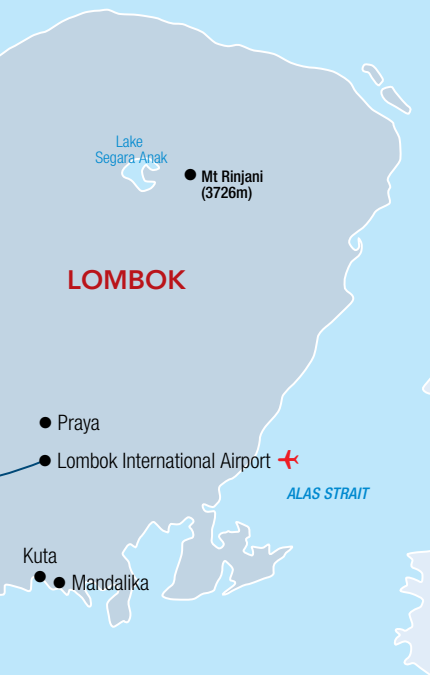 Lake
Segara Anak
Mt Rinjani
(3726m)
LOMBOK
Praya
Lombok International Airport
ALAS STRAIT
Kuta
Mandalika